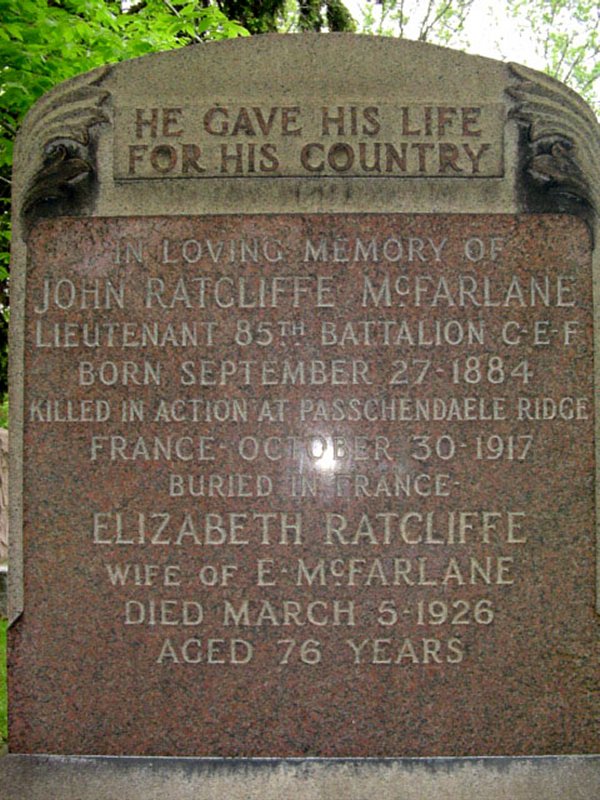 HE GAVE HIS LIFE
FOR HIS COUNTRY
IN LOVING MEMORY OF
JOHN RATCLIFFE McFARLANE
LIEUTENANT 85TH BATTALION C-E-F
BORN SEPTEMBER 27-1884
KILLED IN ACTION AT PASSCHENDAELE RIDGE
FRANCE-OCTOBER 30-1917
BURIED IN FRANCE-
ELIZABETH RATCLIFFE
WIFE OF E-McFARLANE
DIED MARCH 5-1926
AGED 76 YEARS